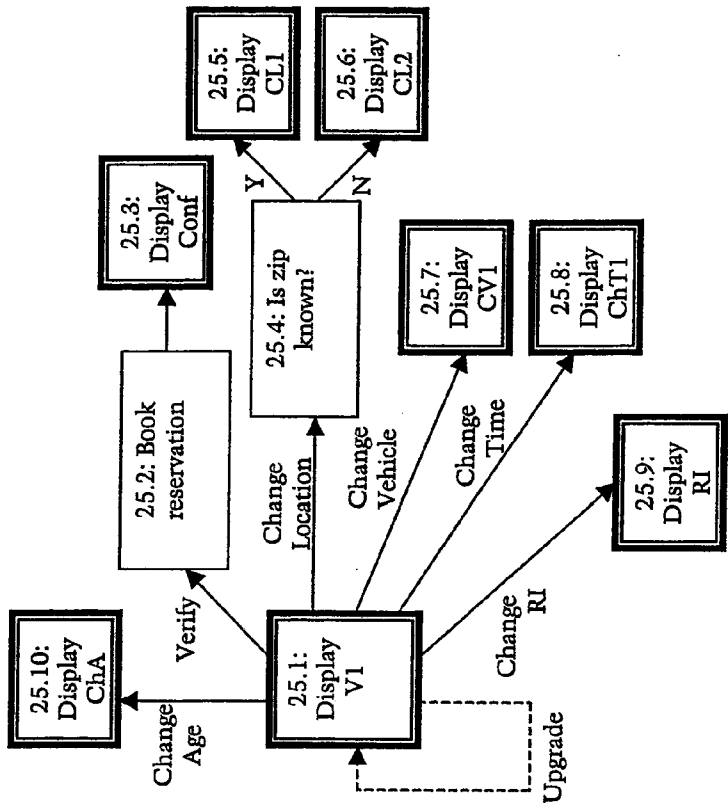 25.10:
Display
ChA
Change
Age
Verify
25.2: Book
reservation
25.3:
Display
Conf
25.1:
Display
V1
Change
Location
25.4: Is zip
known?
Y
N
25.5:
Display
CL1
25.6:
Display
CL2
Change
Vehicle
25.7:
Display
CV1
Change
Time
25.8:
Display
ChT1
Change
RI
25.9:
Display
RI
Upgrade